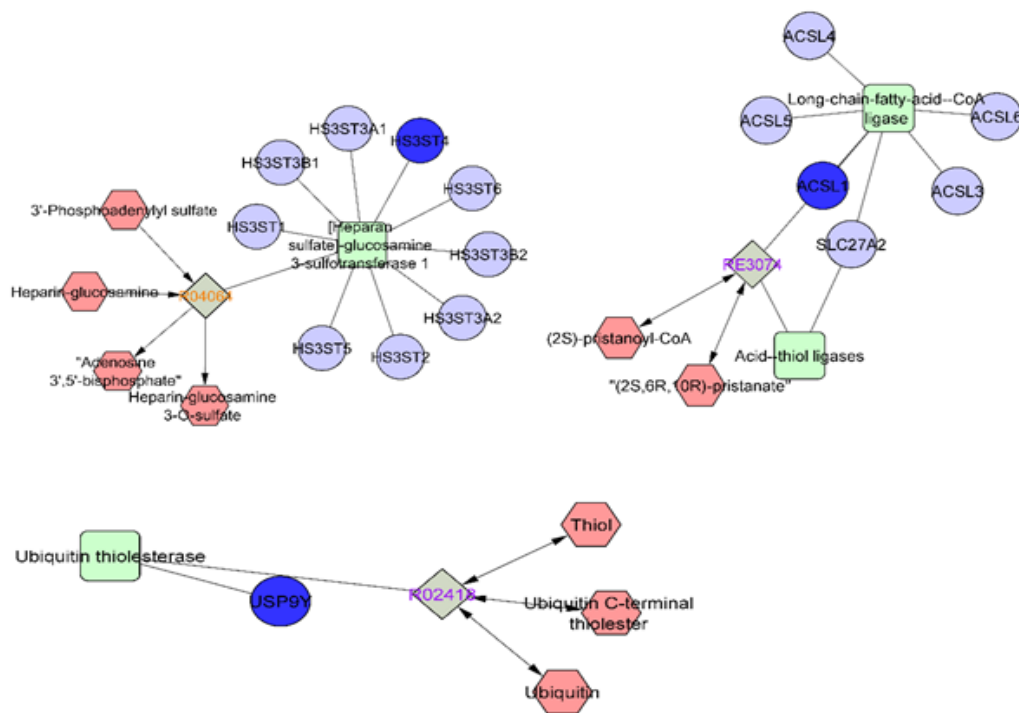 ACSL4
Long-chain-fatty-acid--CoA
ligase
ACSL5
ACSL6
ACSL1
ACSL3
SLC27A2
RE3074
(2S)-pristanoyl-CoA
Acid--thiol ligases
"(2S,6R,10R)-pristanate"
HS3ST3A1
HS3ST4
HS3ST3B1
HS3ST6
3'-Phosphoadenylyl sulfate
HS3ST1
[Heparan
sulfate]-glucosamine
3-sulfotransferase 1
HS3ST3B2
Heparin-glucosamine
R04064
HS3ST3A2
HS3ST5
HS3ST2
"Adenosine
3',5'-bisphosphate"
Heparin-glucosamine
3-O-sulfate
Thiol
Ubiquitin thiolesterase
USP9Y
R02418
Ubiquitin C-terminal
thiolester
Ubiquitin